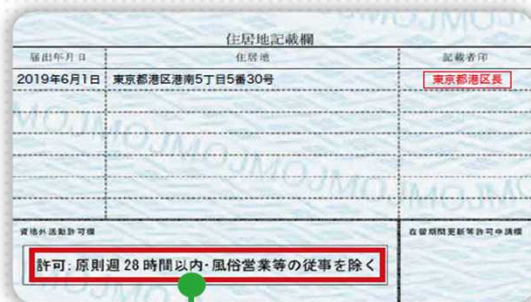 住居地記載欄
届出年月日 住居地 記載者印
2019年6月1日 東京都港区港南5丁目5番30号 東京都港区長
MOJMOJMOJMOJMOJM
資格外活動許可欄 在留期間更新等許可申請欄
許可:原則週28時間以内・風俗営業等の従事を除く